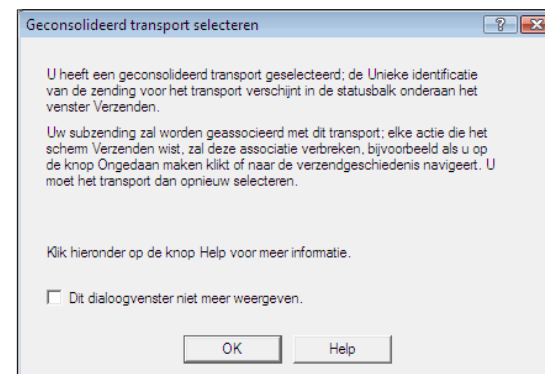 Geconsolideerd transport selecteren
U heeft een geconsolideerd transport geselecteerd; de Unieke identificatie
van de zending voor het transport verschijnt in de statusbalk onderaan het
venster Verzenden.
Uw subzending zal worden geassocieerd met dit transport; elke actie die het
scherm Verzenden wist, zal deze associatie verbreken, bijvoorbeeld als u op
de knop Ongedaan maken klikt of naar de verzendgeschiedenis navigeert. U
moet het transport dan opnieuw selecteren.
Klik hieronder op de knop Help voor meer informatie.
Dit dialoogvenster niet meer weergeven.
OK Help